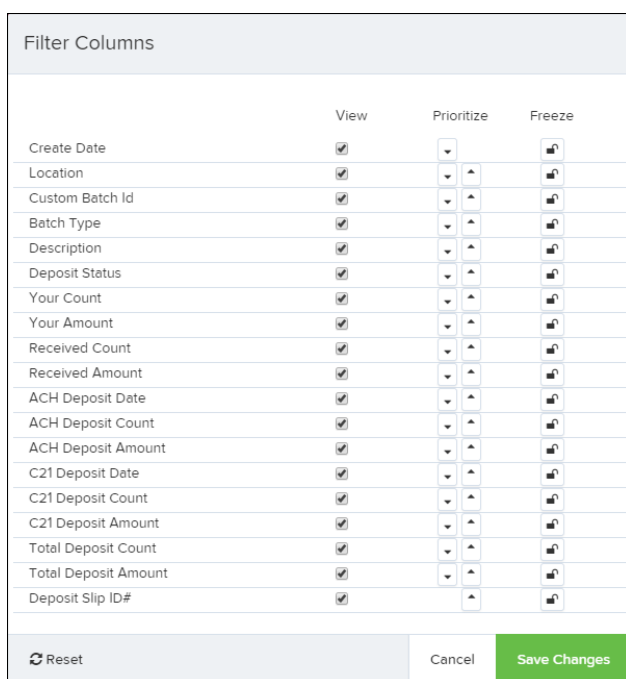 Filter Columns
View Prioritize Freeze
Create Date
Location
Custom Batch Id
Batch Type
Description
Deposit Status
Your Count
Your Amount
Received Count
Received Amount
ACH Deposit Date
ACH Deposit Count
ACH Deposit Amount
C21 Deposit Date
C21 Deposit Count
C21 Deposit Amount
Total Deposit Count
Total Deposit Amount
Deposit Slip ID#
Reset Cancel Save Changes